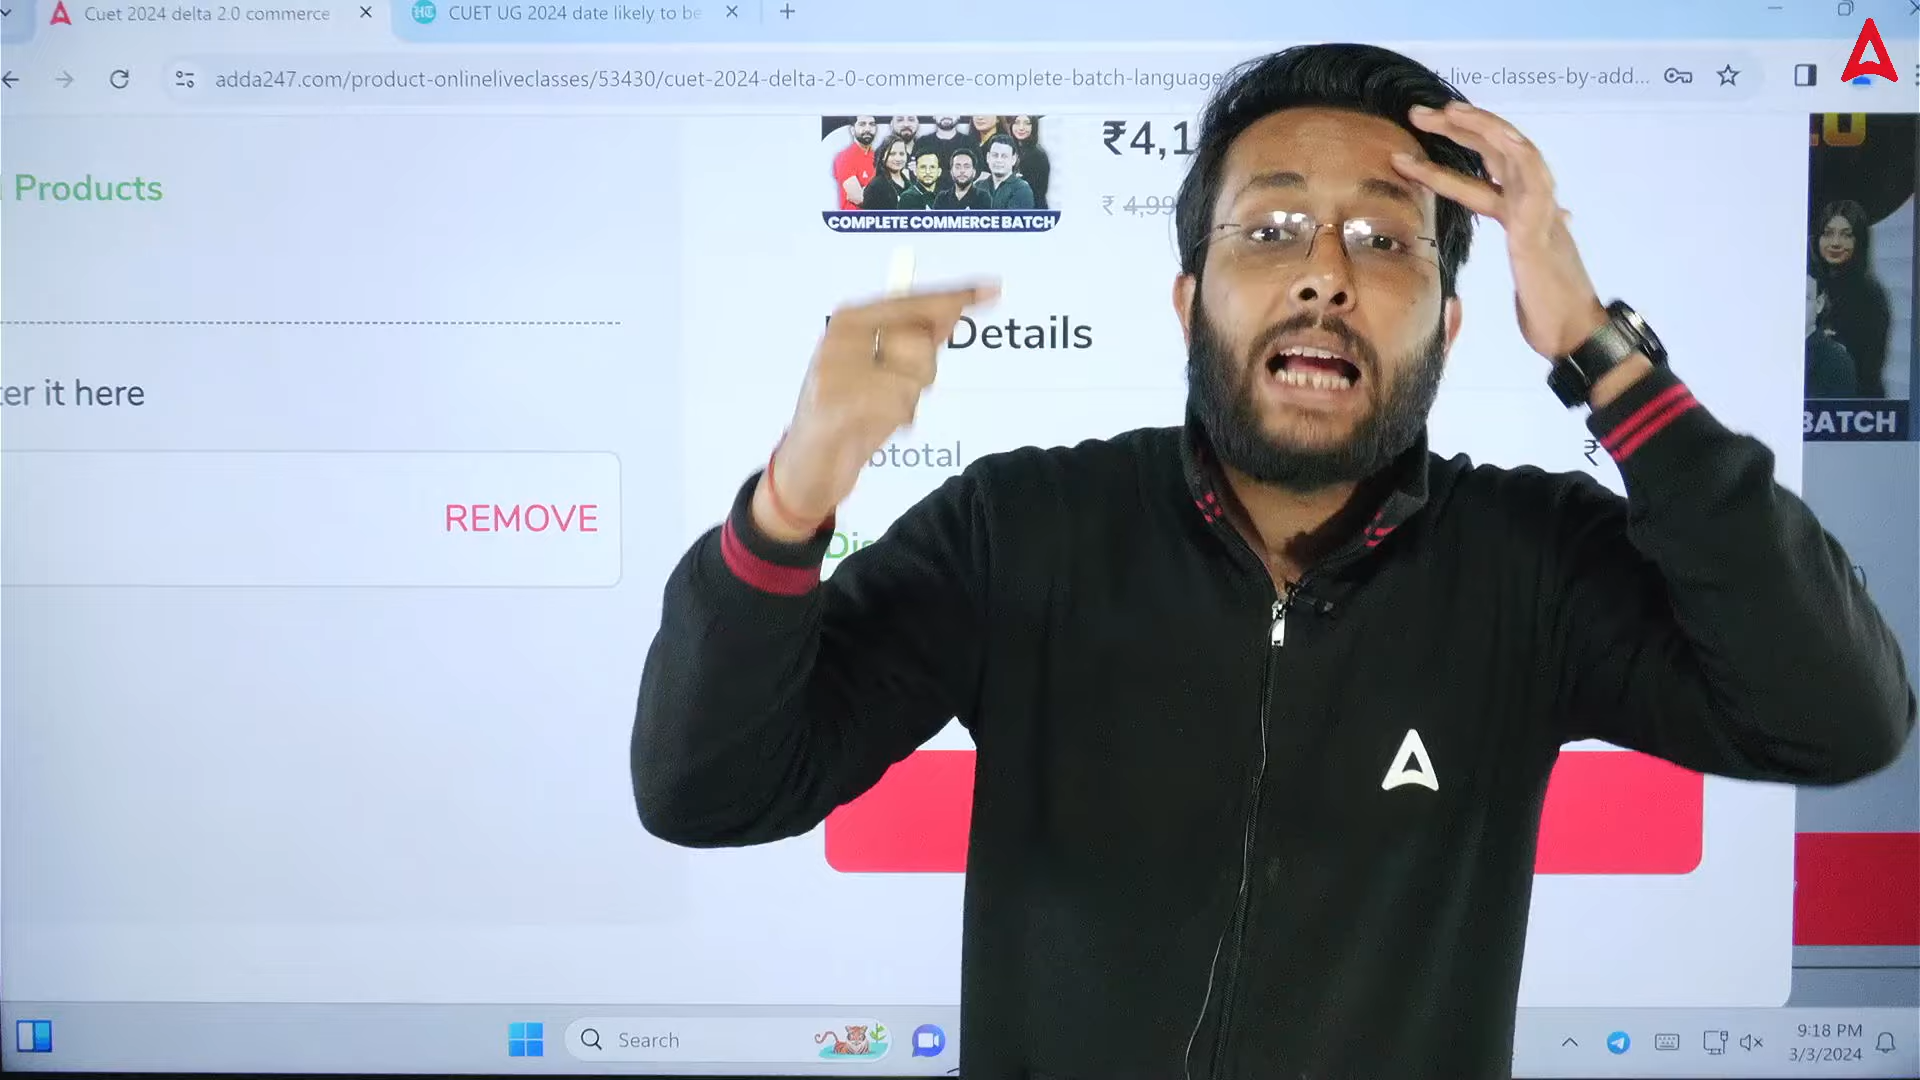 Cuet 2024 delta 2.0 commerce
CUET UG 2024 date likely to be
adda247.com/product-onlineliveclasses/53430/cuet-2024-delta-2-0-commerce-complete-batch-language
-live-classes-by-add...
Products
COMPLETE COMMERCE BATCH
₹4,1
₹ 4,99
Details
er it here
btotal
₹
REMOVE
Dis
BATCH
Search
9:18 PM
3/3/2024